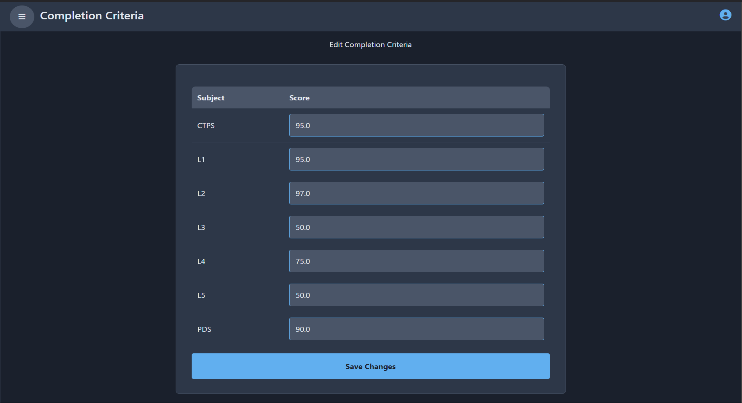 Completion Criteria
Edit Completion Criteria
Subject Score
CTPS 95.0
L1 95.0
L2 97.0
L3 50.0
L4 75.0
L5 50.0
PDS 90.0
Save Changes